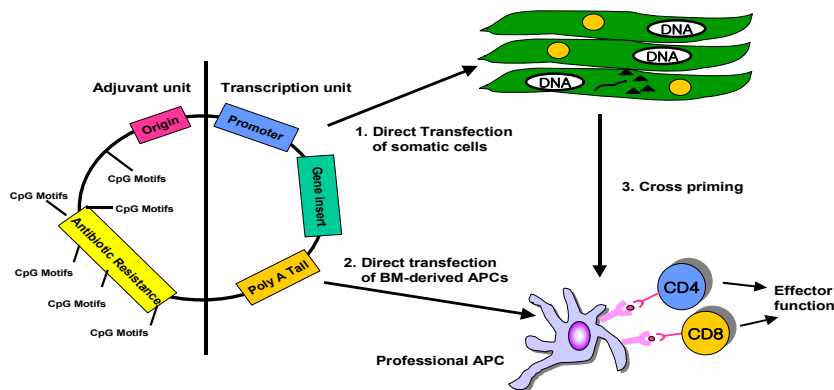 DNA
DNA
DNA
Adjuvant unit
Transcription unit
Origin
Promoter
1. Direct Transfection
of somatic cells
CpG Motifs
CpG Motifs
CpG Motifs
Gene insert
3. Cross priming
Antibiotic Resistance
CpG Motifs
CpG Motifs
CpG Motifs
Poly A Tail
2. Direct transfection
of BM-derived APCs
CD4
Effector
function
CD8
Professional APC